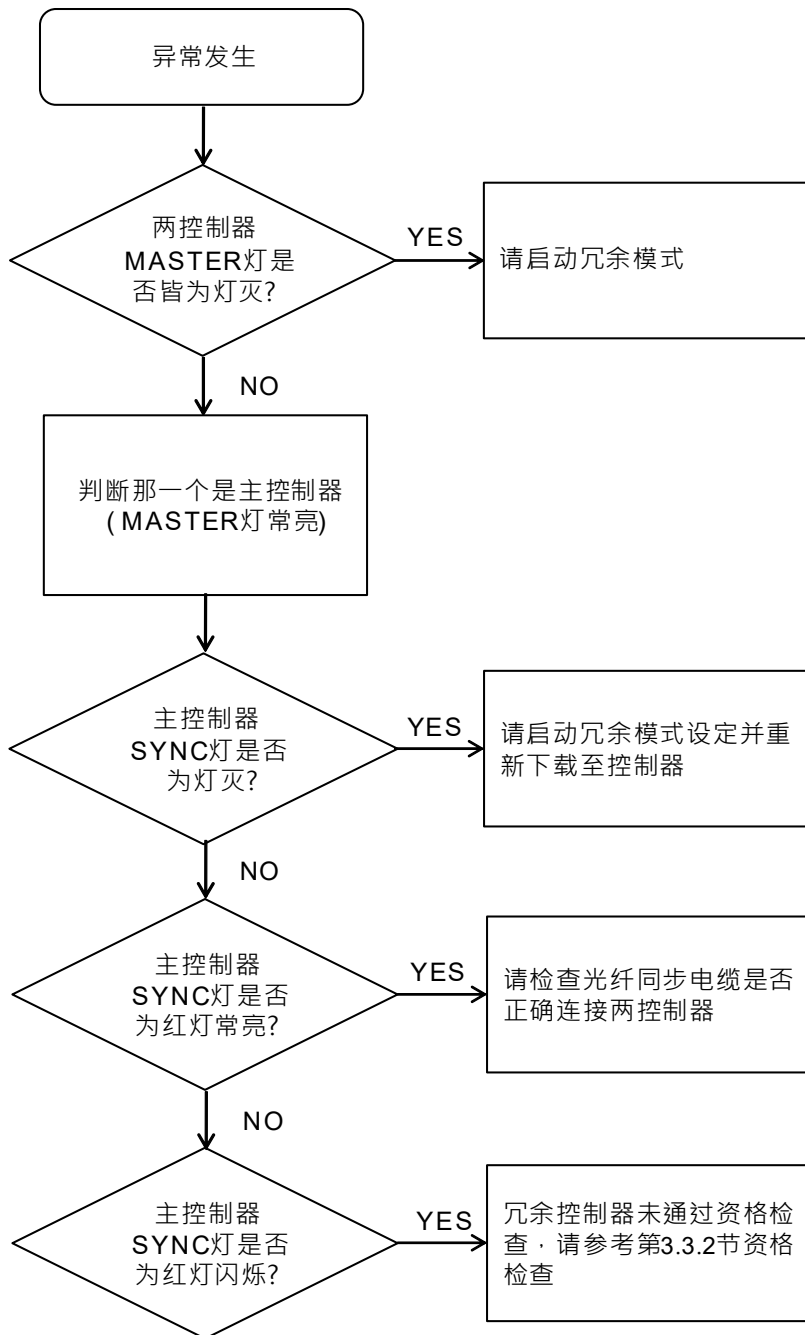 异常发生
两控制器
MASTER灯是
否皆为灯灭?
YES
请启动冗余模式
NO
判断那一个是主控制器
( MASTER灯常亮)
主控制器
SYNC灯是否
为灯灭?
YES
请启动冗余模式设定并重
新下载至控制器
NO
主控制器
SYNC灯是否
为红灯常亮?
YES
请检查光纤同步电缆是否
正确连接两控制器
NO
主控制器
SYNC灯是否
为红灯闪烁?
YES
冗余控制器未通过资格检
查，请参考第3.3.2节资格
检查